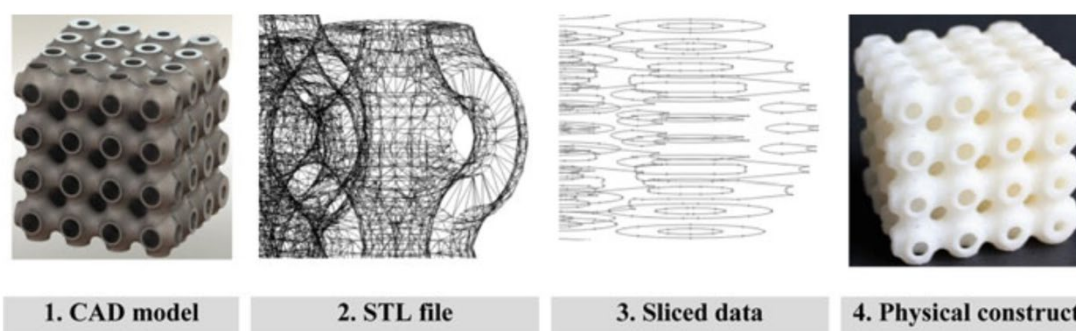 1. CAD model
2. STL file
3. Sliced data
4. Physical construct